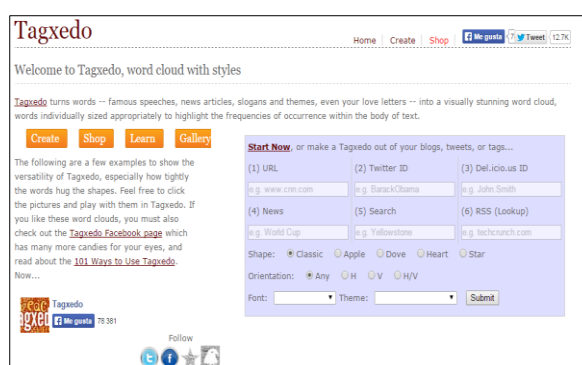 Tagxedo
Home | Create | Shop
Me gusta 7 Tweet 12.7K
Welcome to Tagxedo, word cloud with styles
Tagxedo turns words -- famous speeches, news articles, slogans and themes, even your love letters -- into a visually stunning word cloud,
words individually sized appropriately to highlight the frequencies of occurrence within the body of text.
Create Shop Learn Gallery
The following are a few examples to show the
versatility of Tagxedo, especially how tightly
the words hug the shapes. Feel free to click
the pictures and play with them in Tagxedo. If
you like these word clouds, you must also
check out the Tagxedo Facebook page which
has many more candies for your eyes, and
read about the 101 Ways to Use Tagxedo.
Now...
Tagxedo
Me gusta 78 381
Follow
Start Now, or make a Tagxedo out of your blogs, tweets, or tags...
(1) URL (2) Twitter ID (3) Del.icio.us ID
e.g. www.cnn.com e.g. BarackObama e.g. John.Smith
(4) News (5) Search (6) RSS (Lookup)
e.g. World Cup e.g. Yellowstone e.g. techcrunch.com
Shape: Classic Apple Dove Heart Star
Orientation: Any H V H/V
Font: Theme: Submit